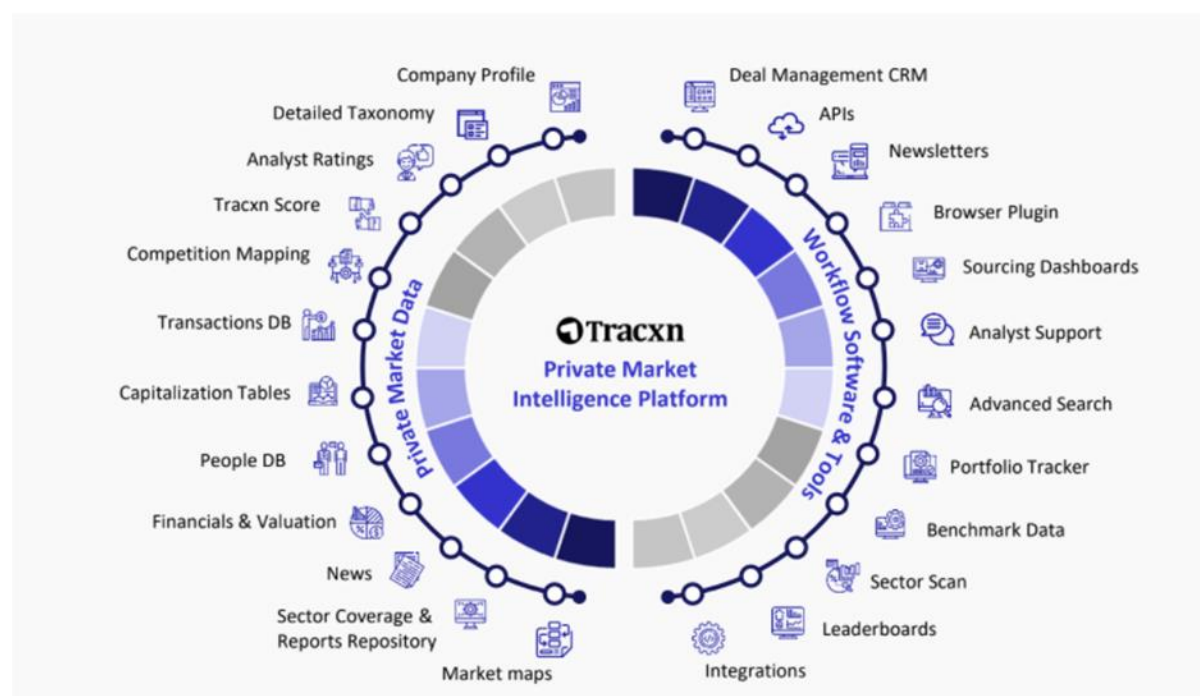 Company Profile
Detailed Taxonomy
Analyst Ratings
Tracxn Score
Competition Mapping
Transactions DB
Capitalization Tables
People DB
Financials & Valuation
News
Sector Coverage &
Reports Repository
Market maps
Private Market Data
Tracxn
Private Market
Intelligence Platform
Workflow Software & Tools
Deal Management CRM
APIs
Newsletters
Browser Plugin
Sourcing Dashboards
Analyst Support
Advanced Search
Portfolio Tracker
Benchmark Data
Sector Scan
Leaderboards
Integrations